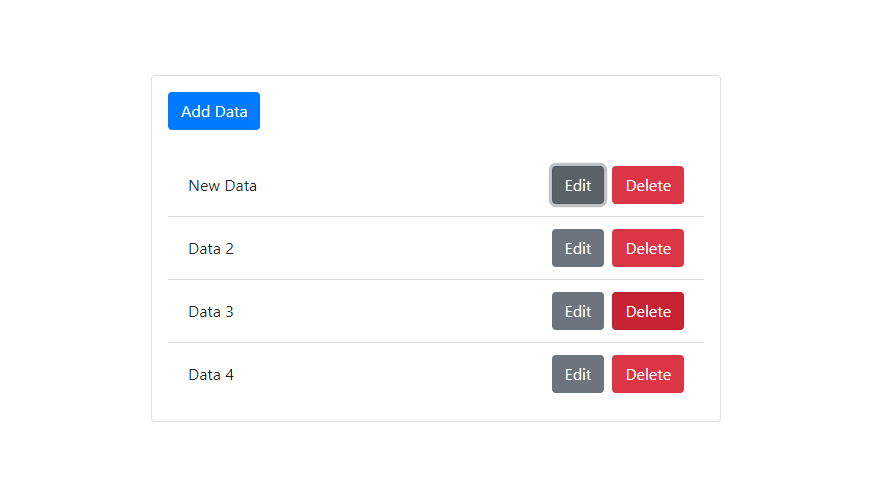 Add Data
New Data Edit Delete
Data 2 Edit Delete
Data 3 Edit Delete
Data 4 Edit Delete